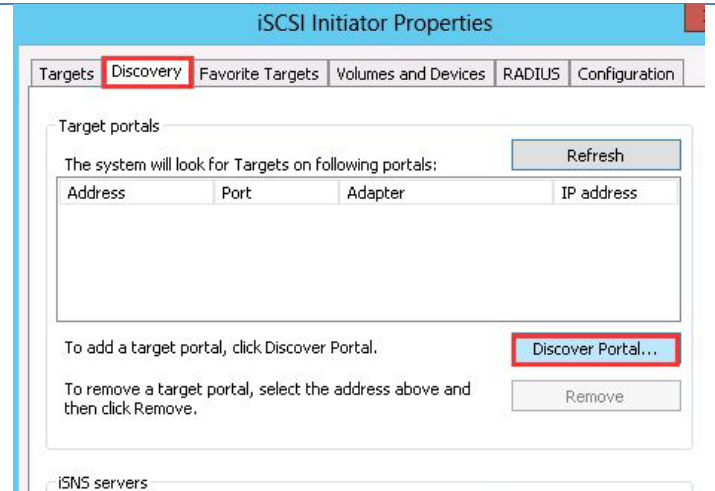 iSCSI Initiator Properties
Targets Discovery Favorite Targets Volumes and Devices RADIUS Configuration
Target portals
The system will look for Targets on following portals: Refresh
Address Port Adapter IP address
To add a target portal, click Discover Portal. Discover Portal...
To remove a target portal, select the address above and
then click Remove. Remove
iSNS servers